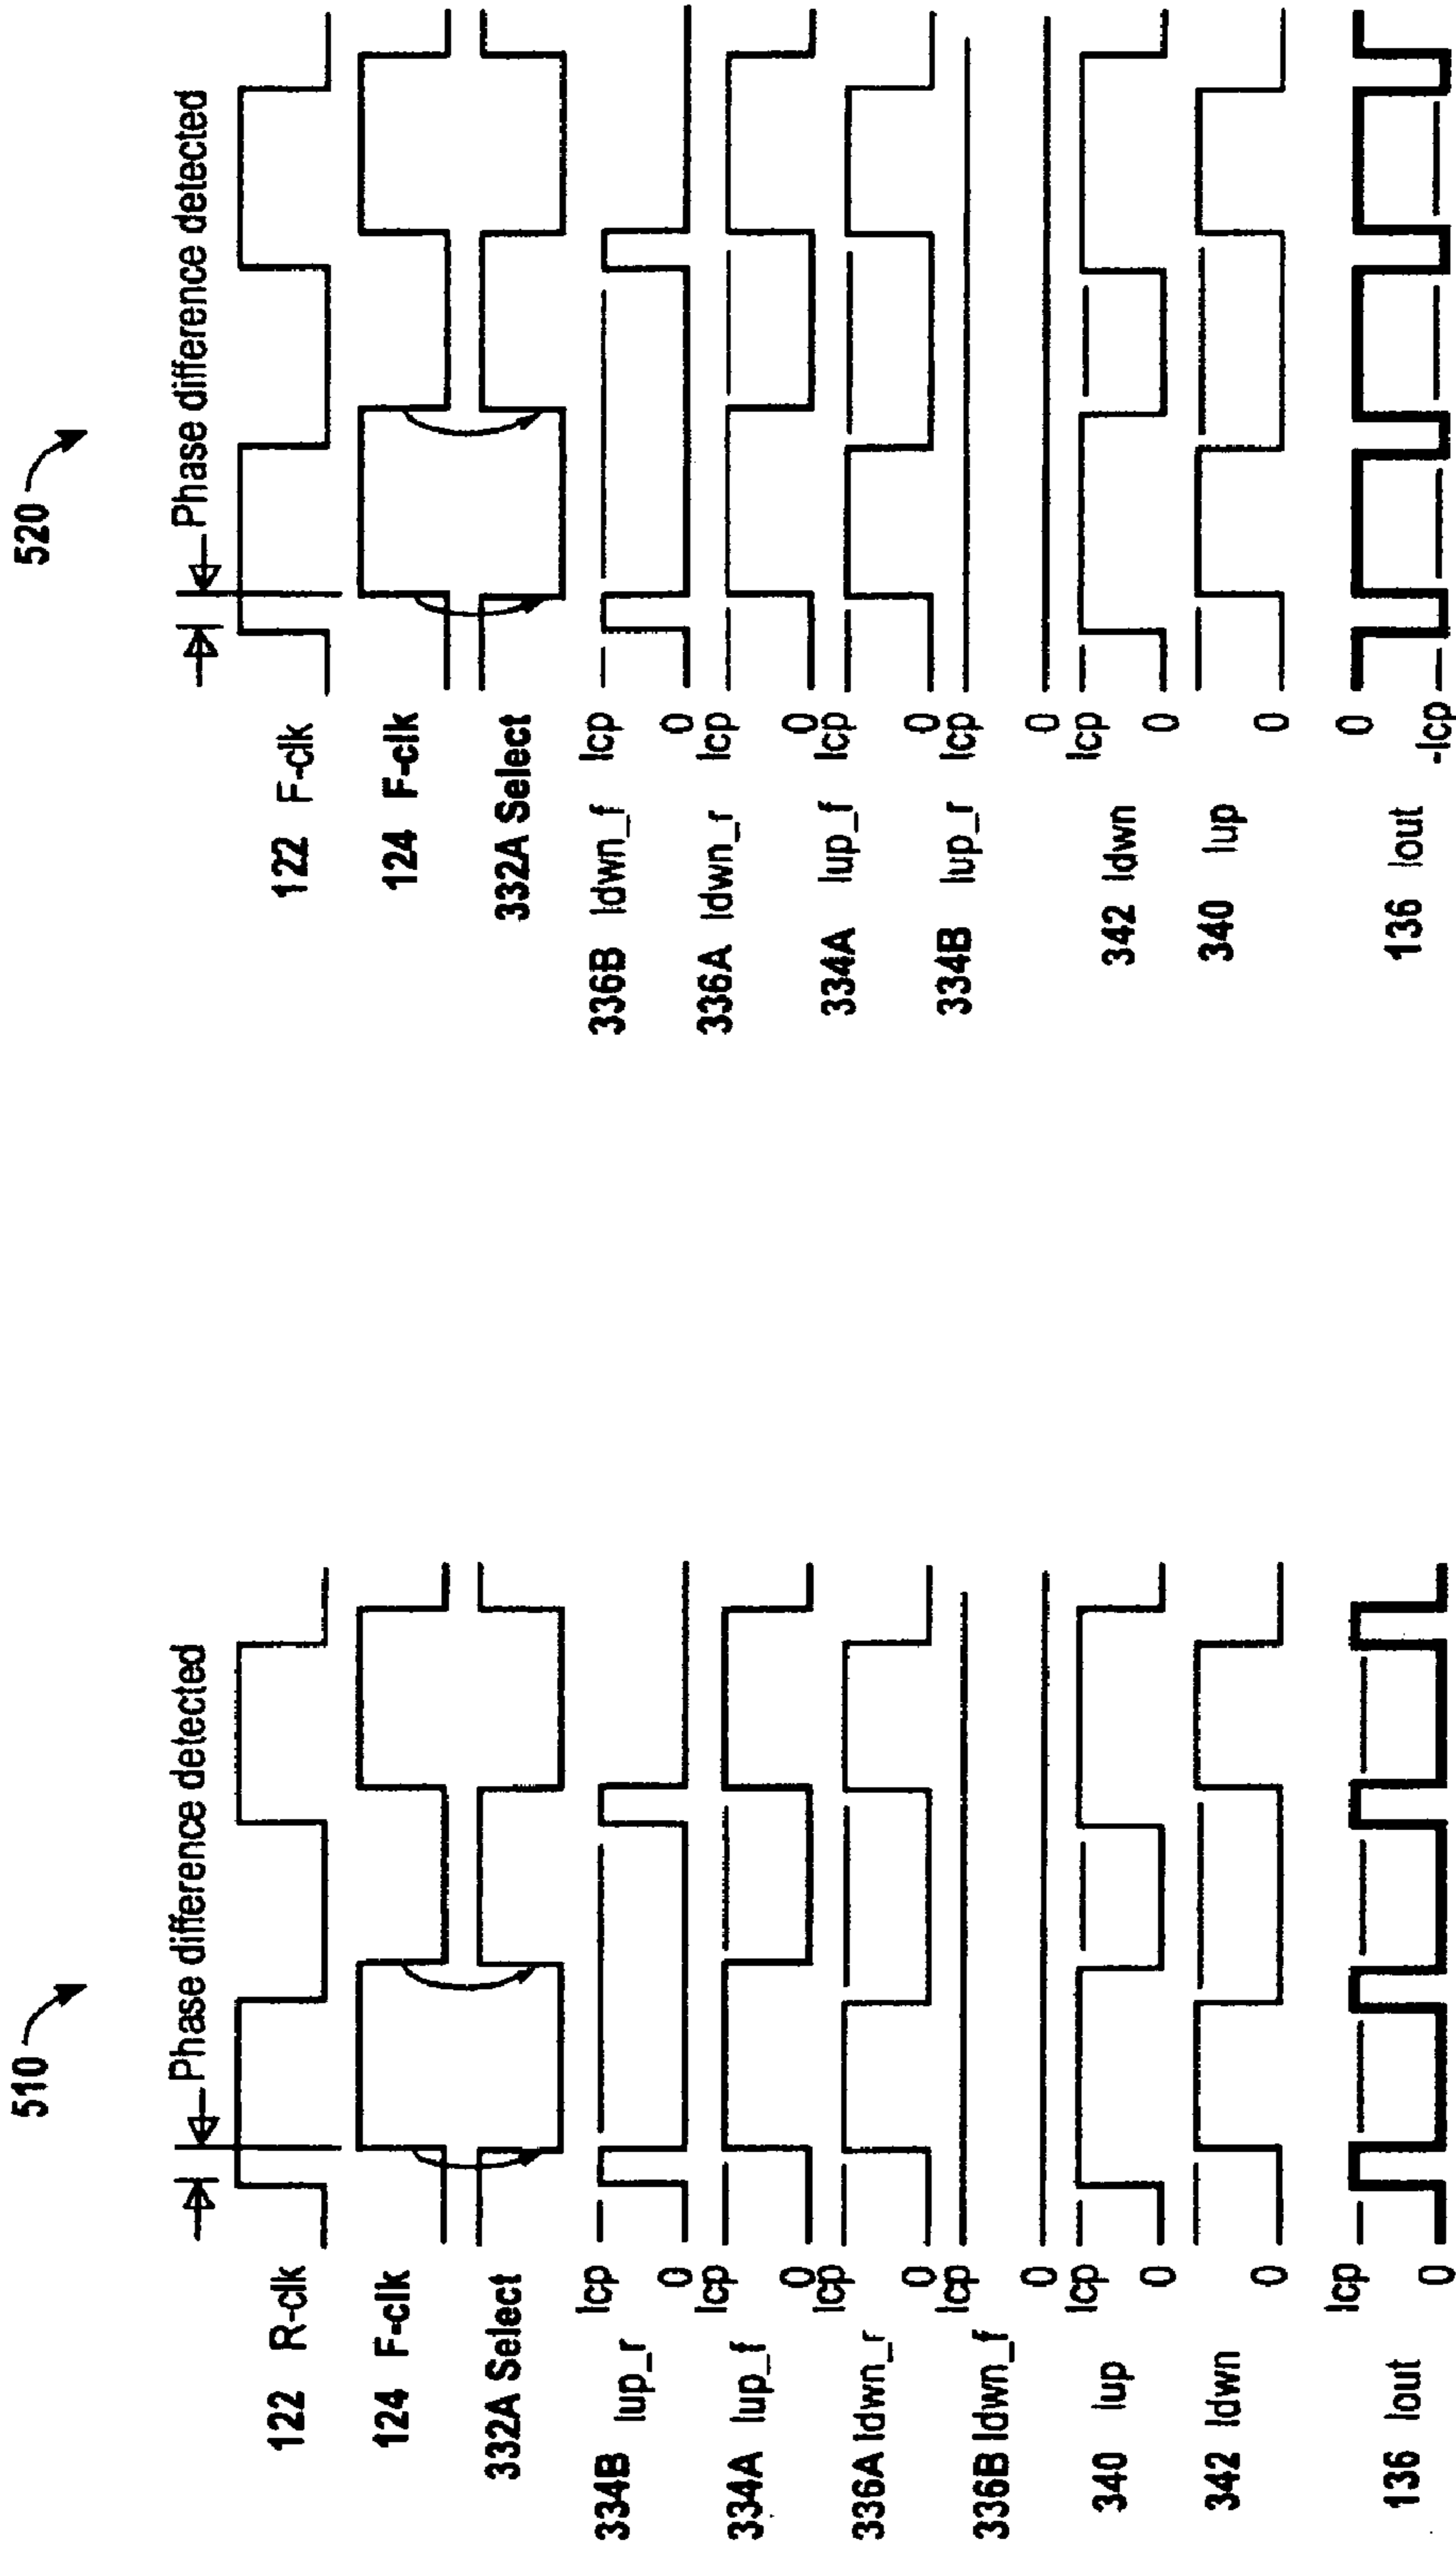 510
Phase difference detected
122 R-clk
124 F-clk
332A Select
334B Iup_r Icp
0
334A Iup_f Icp
0
336A Idwn_r Icp
0
336B Idwn_f Icp
0
340 Iup Icp
0
342 Idwn
0
136 Iout Icp
0
520
Phase difference detected
122 F-clk
124 F-clk
332A Select
336B Idwn_f Icp
0
336A Idwn_r Icp
0
334A Iup_f Icp
0
334B Iup_r Icp
0
342 Idwn Icp
0
340 Iup
0
136 Iout 0
-Icp